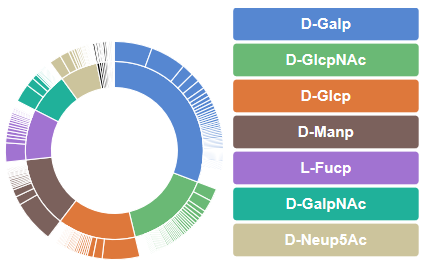 D-Galp
D-GlcpNAc
D-Glcp
D-Manp
L-Fucp
D-GalpNAc
D-Neup5Ac